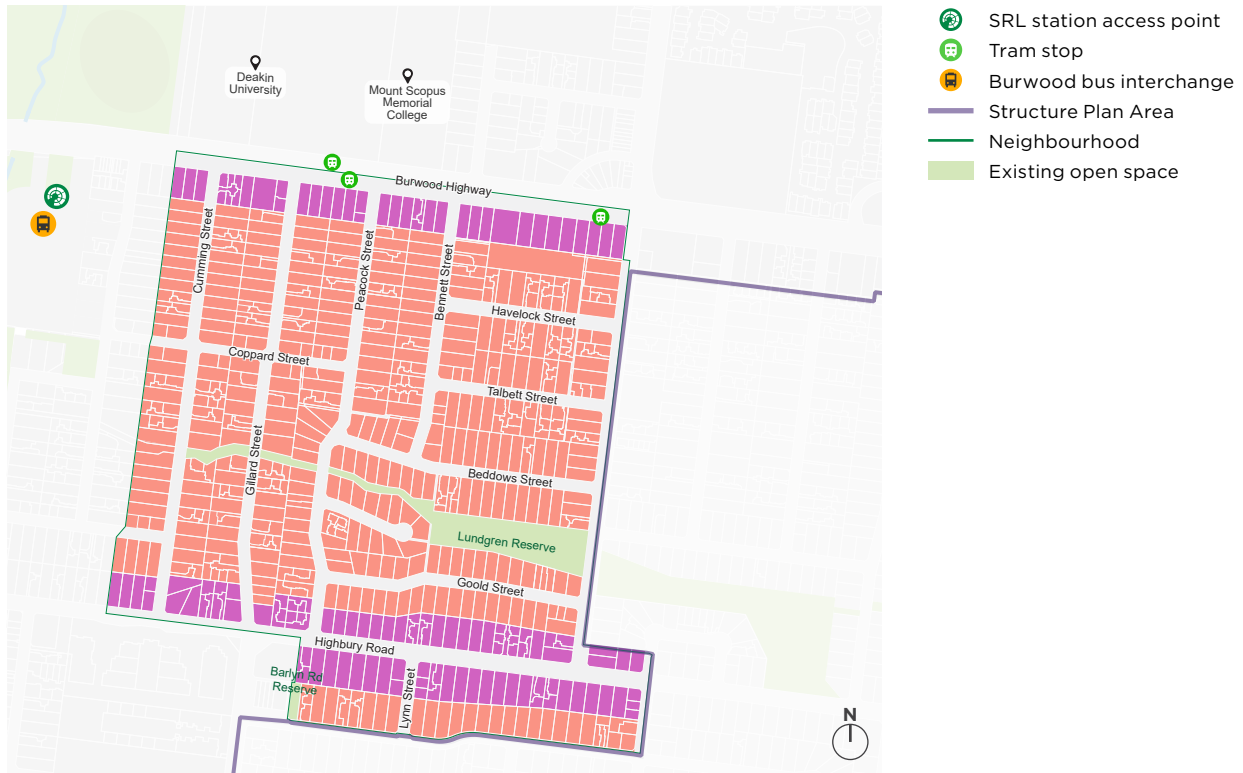 Deakin
University
Mount Scopus
Memorial
College
Burwood Highway
Cumming Street
Peacock Street
Bennett Street
Havelock Street
Coppard Street
Talbett Street
Gillard Street
Beddows Street
Lundgren Reserve
Goold Street
Highbury Road
Barlyn Rd
Reserve
Lynn Street
N
SRL station access point
Tram stop
Burwood bus interchange
Structure Plan Area
Neighbourhood
Existing open space